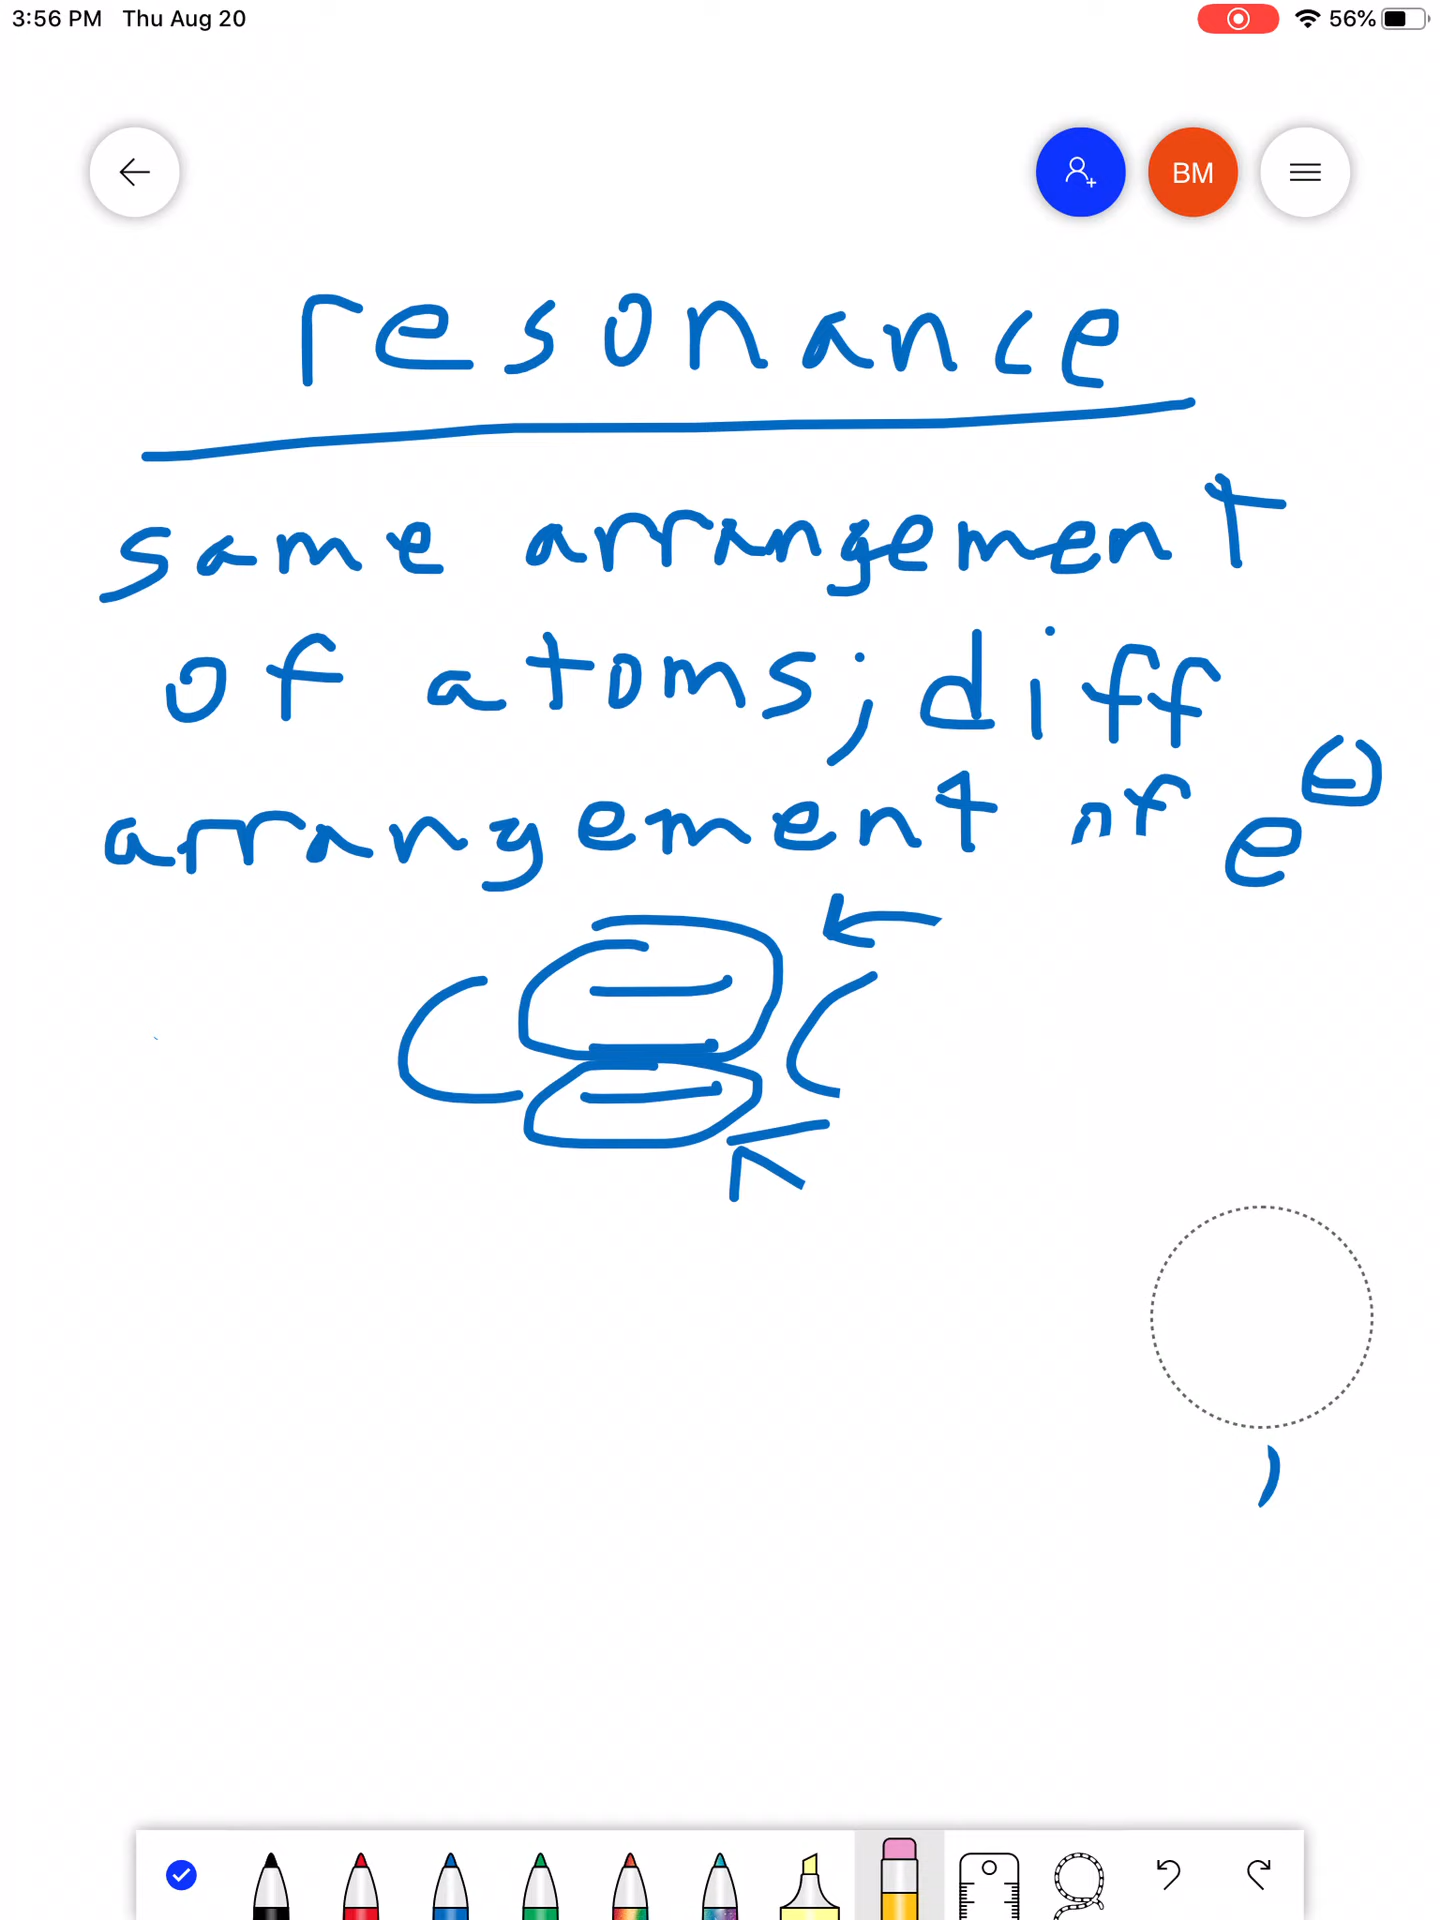 3:56 PM Thu Aug 20 56%
BM
resonance
same arrangement
of atoms; diff
arrangement of e⊖
C≡C